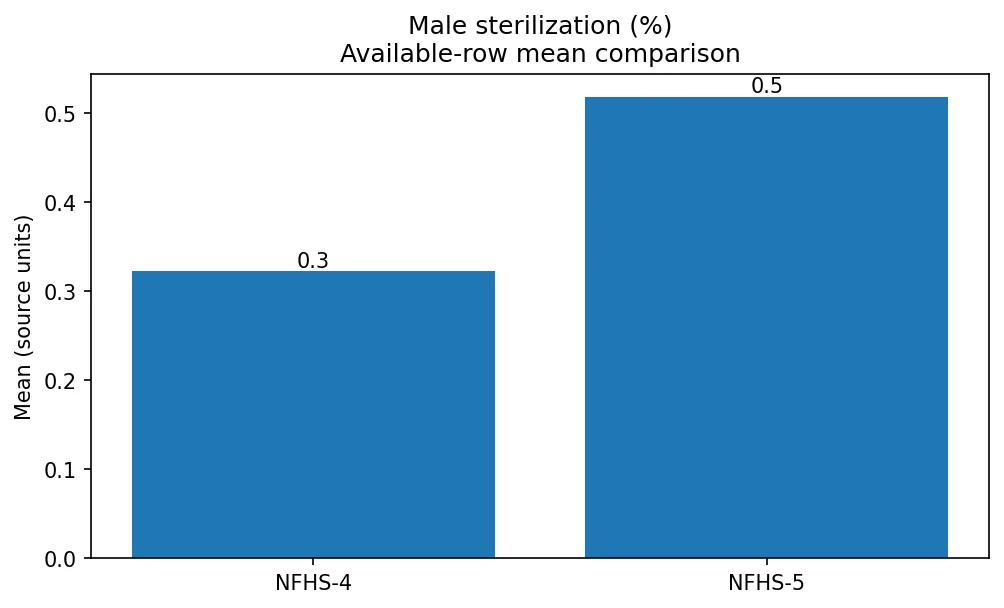 Male sterilization (%)
Available-row mean comparison
Mean (source units)
0.5
0.4
0.3
0.2
0.1
0.0
0.3
0.5
NFHS-4
NFHS-5